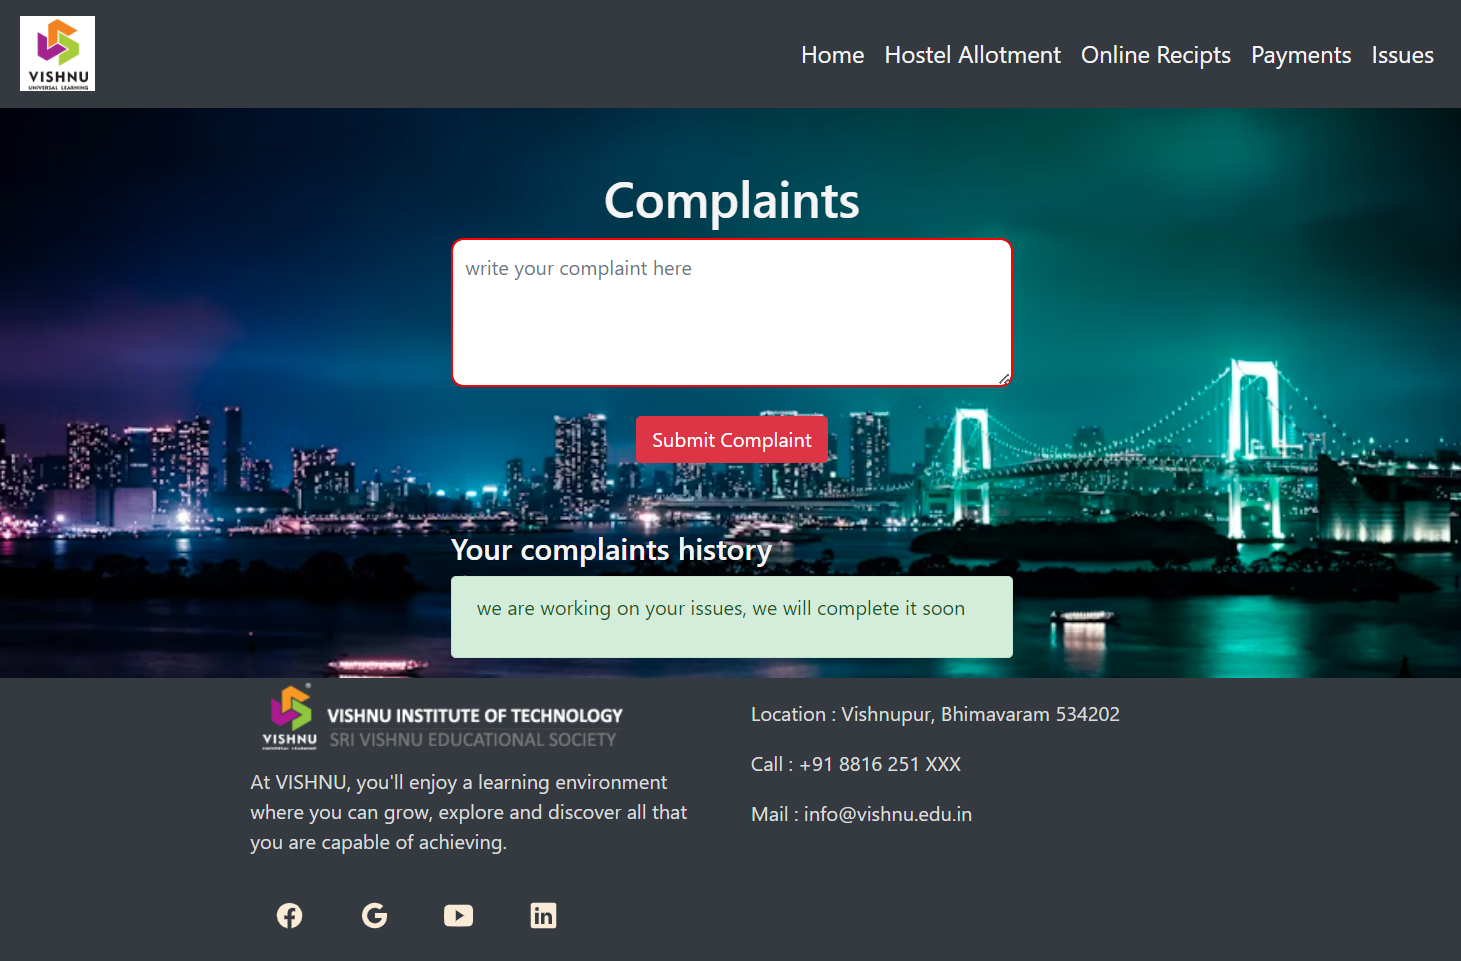 VISHNU
UNIVERSAL LEARNING
Home Hostel Allotment Online Recipts Payments Issues
Complaints
write your complaint here
Submit Complaint
Your complaints history
we are working on your issues, we will complete it soon
VISHNU
UNIVERSAL LEARNING
VISHNU INSTITUTE OF TECHNOLOGY
SRI VISHNU EDUCATIONAL SOCIETY
At VISHNU, you'll enjoy a learning environment
where you can grow, explore and discover all that
you are capable of achieving.
Location : Vishnupur, Bhimavaram 534202
Call : +91 8816 251 XXX
Mail : info@vishnu.edu.in